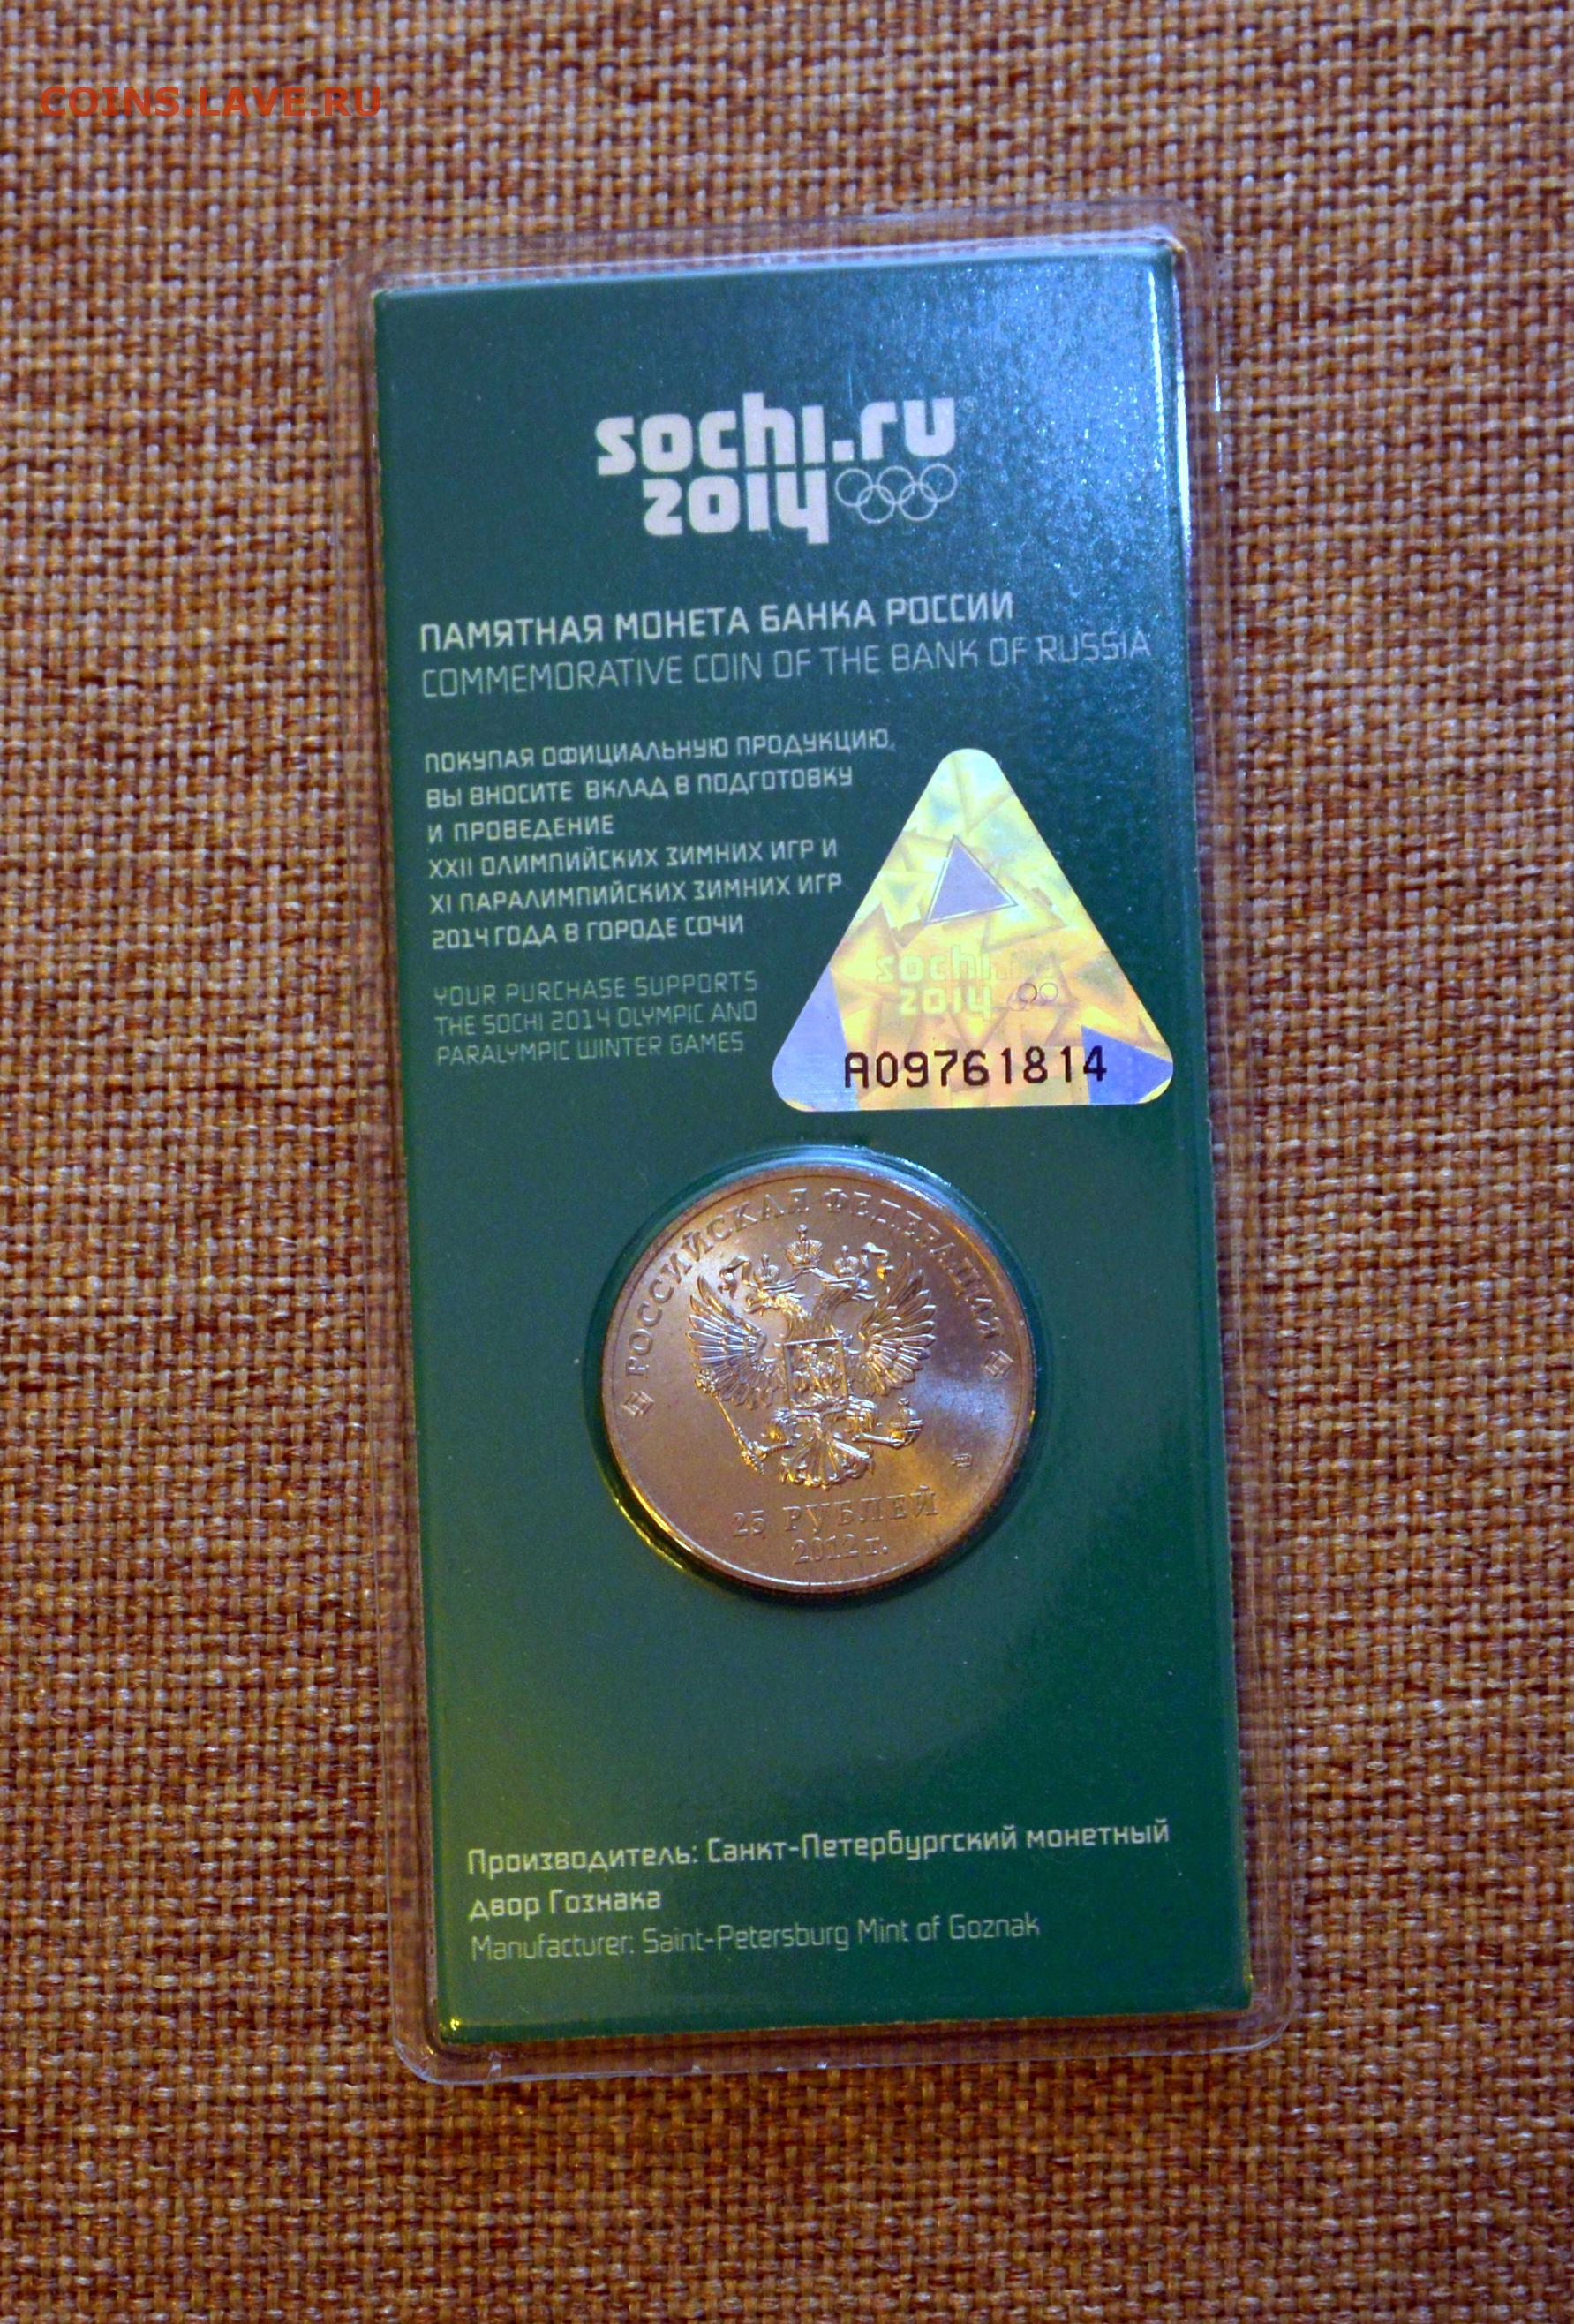 COINS.LAVE.RU
sochi.ru
2014
ПАМЯТНАЯ МОНЕТА БАНКА РОССИИ
COMMEMORATIVE COIN OF THE BANK OF RUSSIA
ПОКУПАЯ ОФИЦИАЛЬНУЮ ПРОДУКЦИЮ,
ВЫ ВНОСИТЕ ВКЛАД В ПОДГОТОВКУ
И ПРОВЕДЕНИЕ
XXII ОЛИМПИЙСКИХ ЗИМНИХ ИГР И
XI ПАРАЛИМПИЙСКИХ ЗИМНИХ ИГР
2014 ГОДА В ГОРОДЕ СОЧИ
YOUR PURCHASE SUPPORTS
THE SOCHI 2014 OLYMPIC AND
PARALYMPIC WINTER GAMES
sochi
2014
A09761814
РОССИЙСКАЯ ФЕДЕРАЦИЯ
25 РУБЛЕЙ
2012 г.
Производитель: Санкт-Петербургский монетный
двор Гознака
Manufacturer: Saint-Petersburg Mint of Goznak